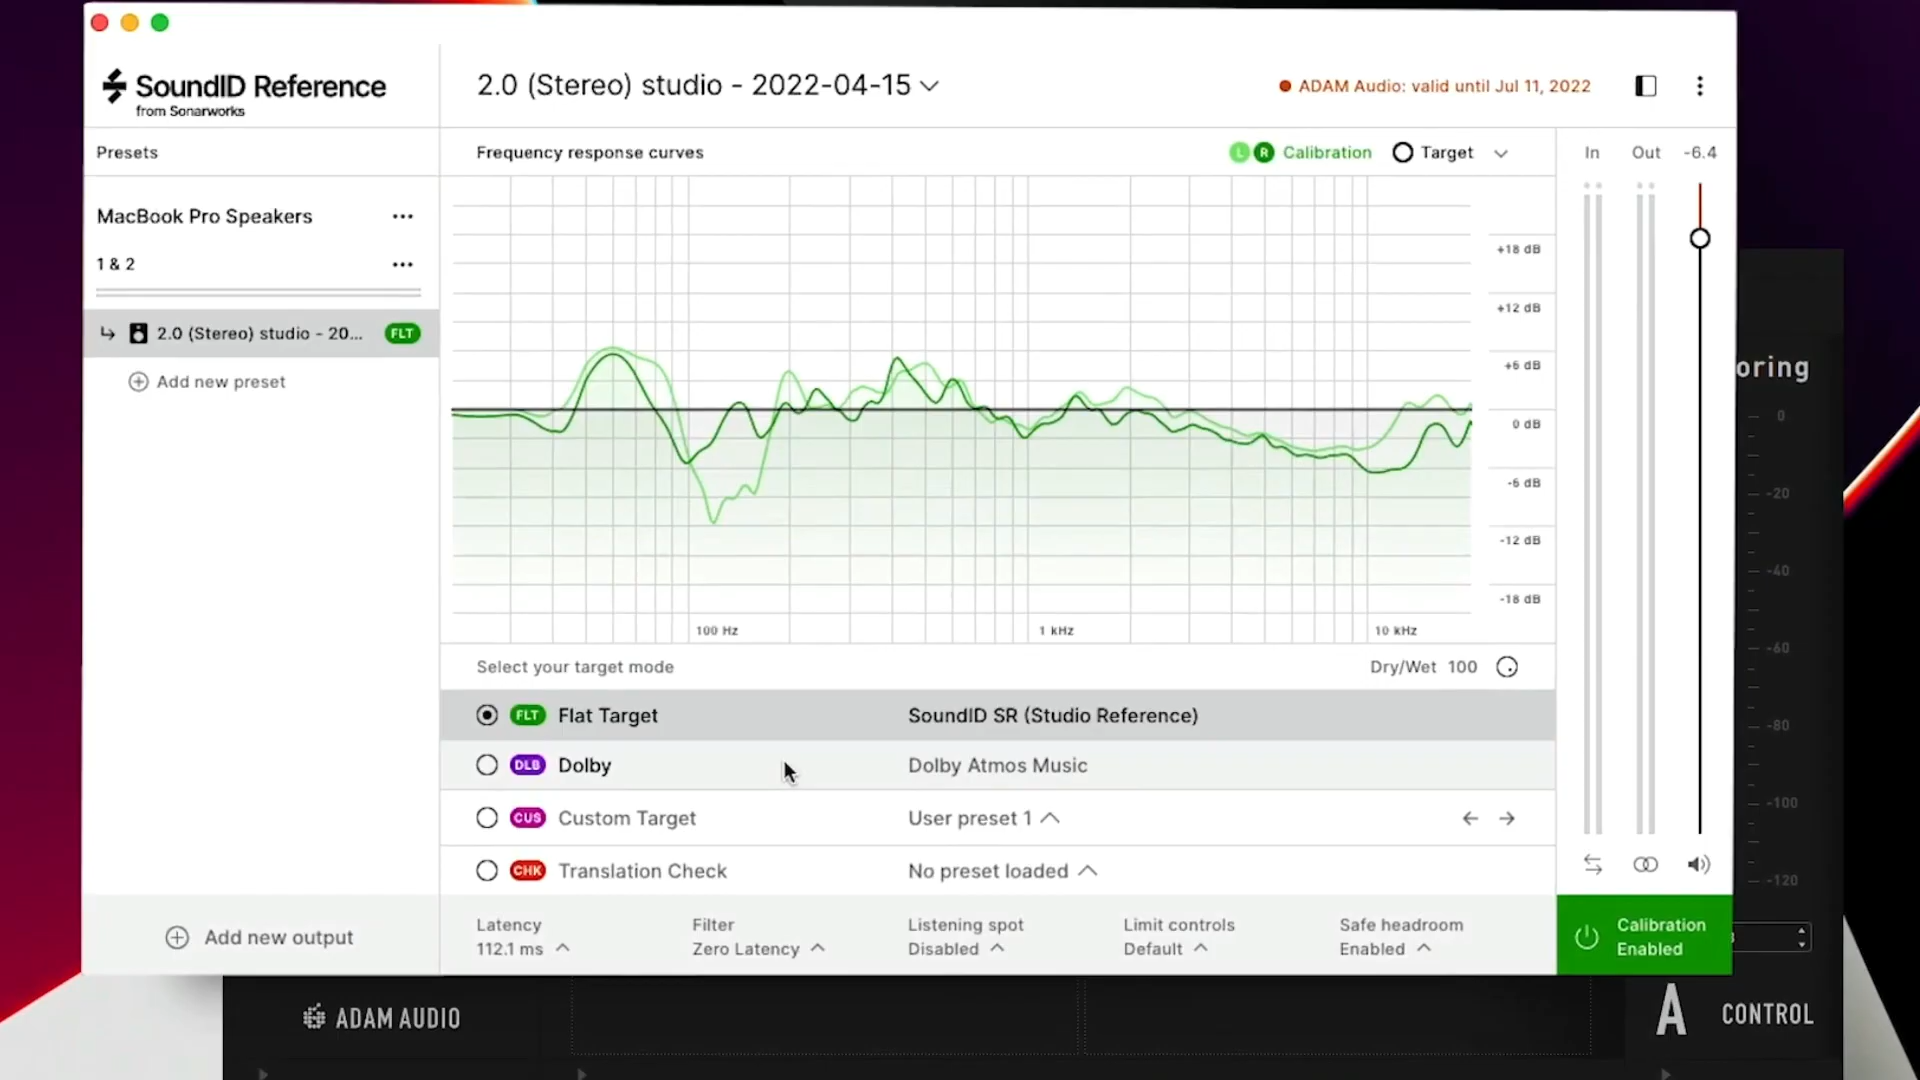 SoundID Reference
from Sonarworks
2.0 (Stereo) studio - 2022-04-15
ADAM Audio: valid until Jul 11, 2022
Presets
Frequency response curves
L R Calibration
Target
In Out -6.4
MacBook Pro Speakers
1 & 2
2.0 (Stereo) studio - 20... FLT
Add new preset
+18 dB
+12 dB
+6 dB
0 dB
-6 dB
-12 dB
-18 dB
100 Hz 1 kHz 10 kHz
oring
0
-20
-40
-60
-80
-100
-120
Select your target mode
Dry/Wet 100
FLT Flat Target SoundID SR (Studio Reference)
DLB Dolby Dolby Atmos Music
CUS Custom Target User preset 1
CHK Translation Check No preset loaded
Add new output
Latency
112.1 ms
Filter
Zero Latency
Listening spot
Disabled
Limit controls
Default
Safe headroom
Enabled
Calibration
Enabled
ADAM AUDIO
A CONTROL